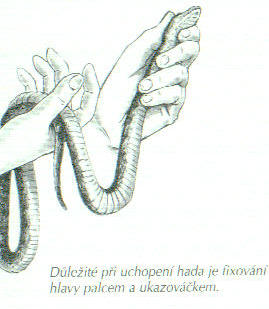 Důležité při uchopení hada je fixování
hlavy palcem a ukazováčkem.